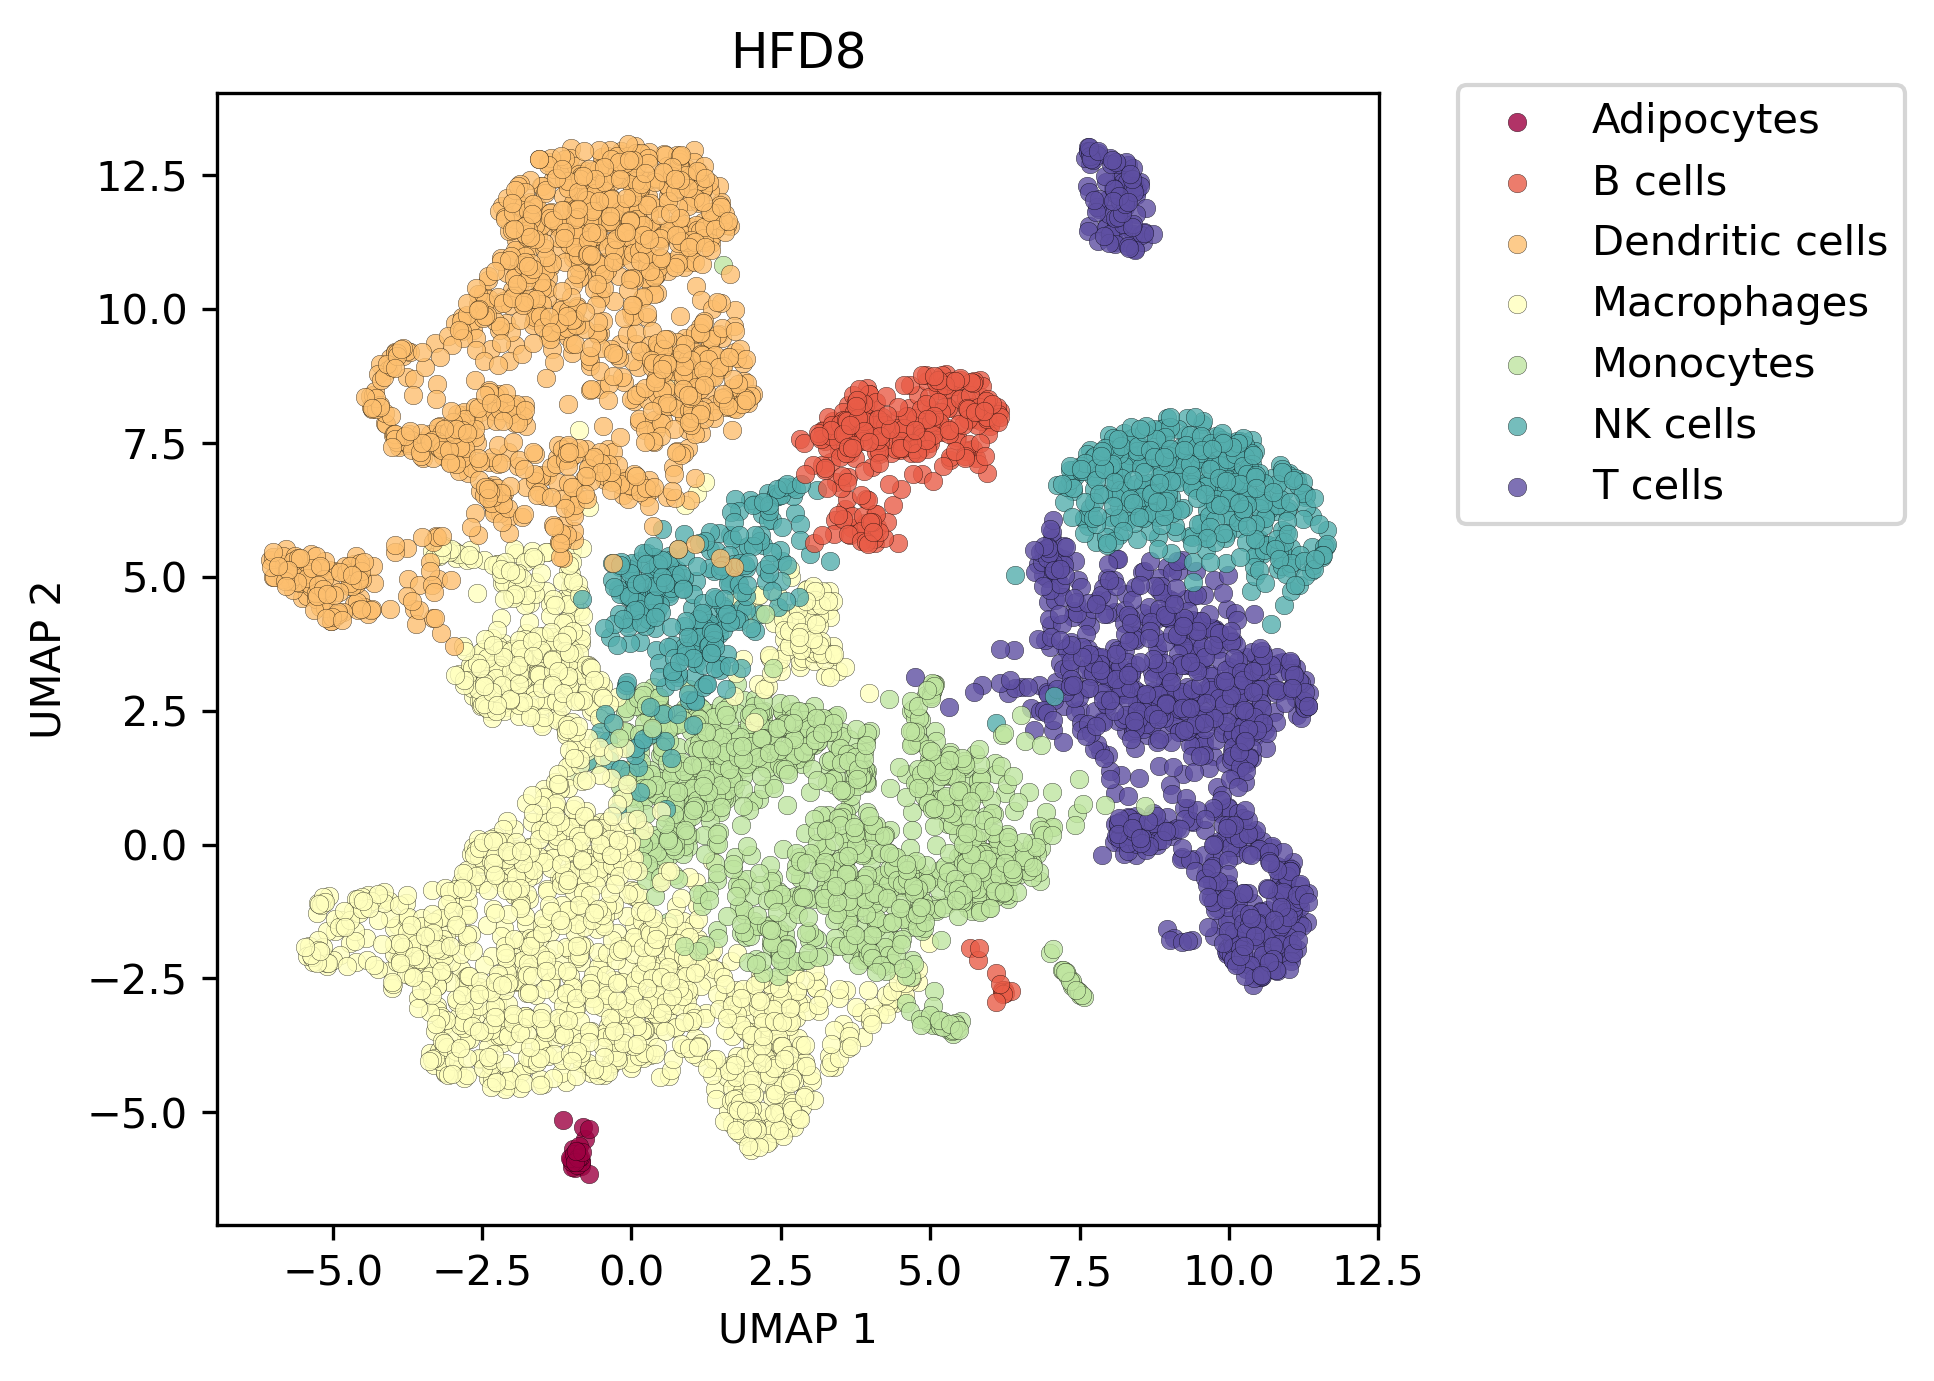 HFD8
12.5
10.0
7.5
5.0
2.5
0.0
−2.5
−5.0
UMAP 2
−5.0 −2.5 0.0 2.5 5.0 7.5 10.0 12.5
UMAP 1
Adipocytes
B cells
Dendritic cells
Macrophages
Monocytes
NK cells
T cells